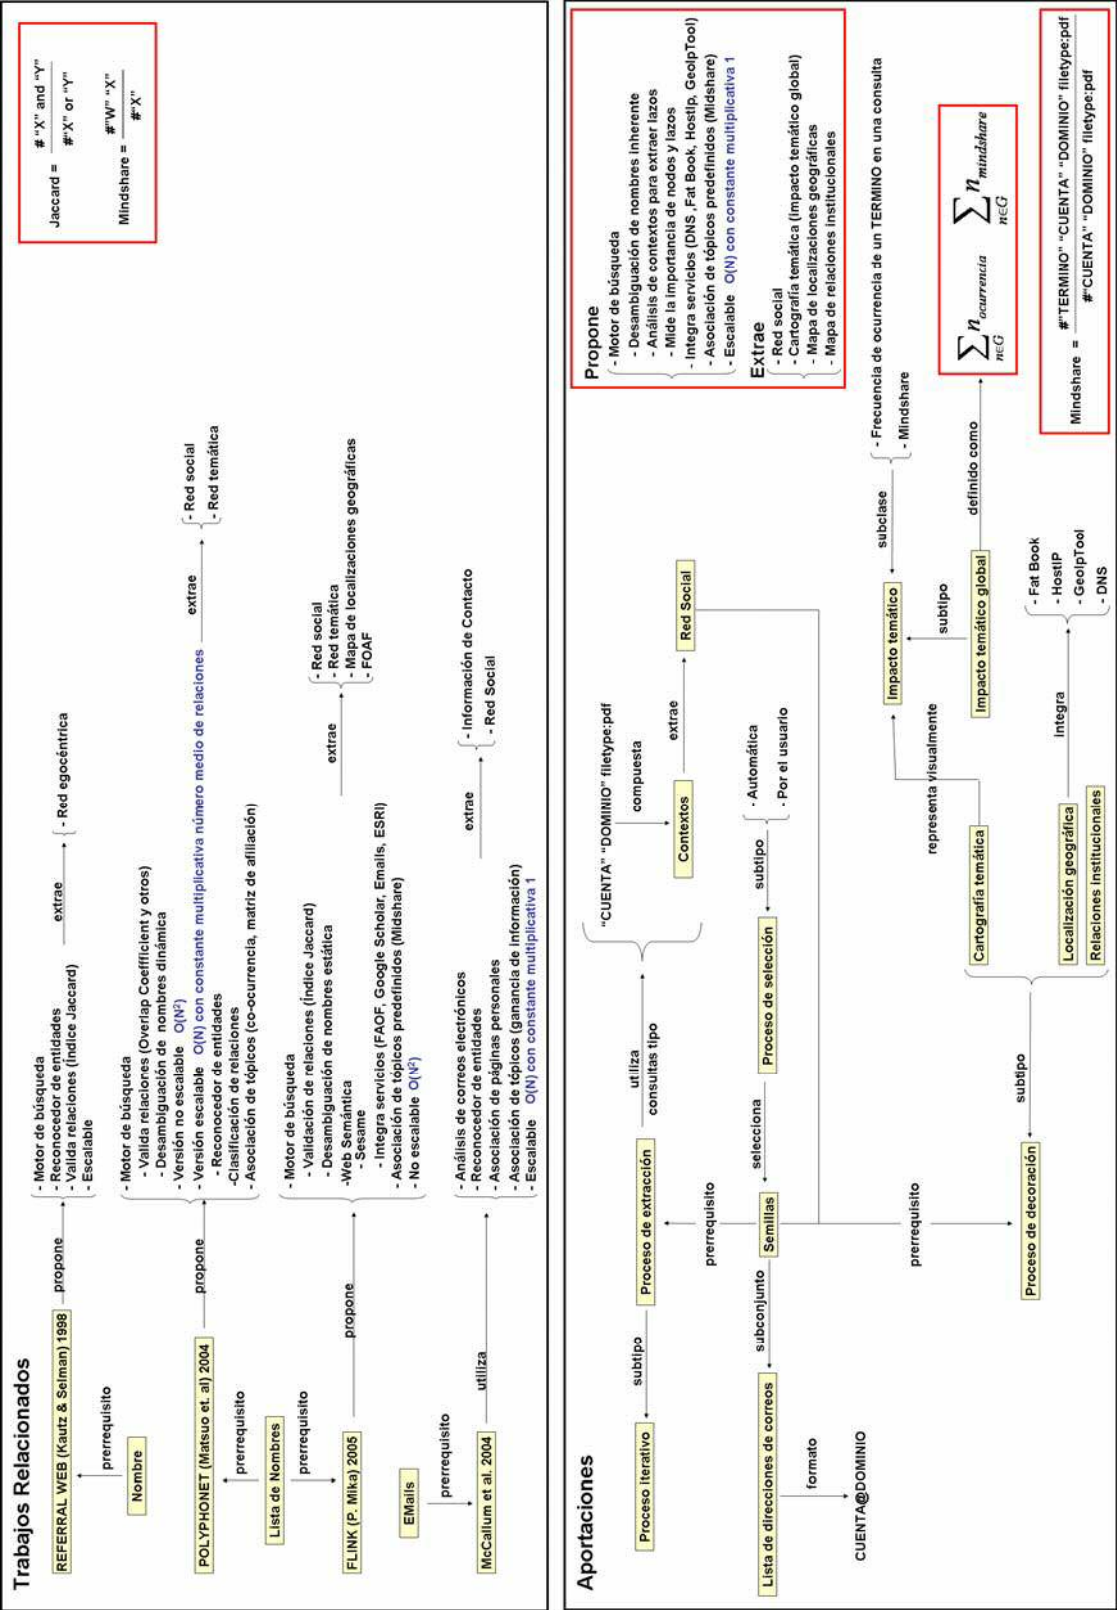 Trabajos Relacionados
REFERRAL WEB (Kautz & Selman) 1998
propone
- Motor de búsqueda
- Reconocedor de entidades
- Valida relaciones (Índice Jaccard)
- Escalable
extrae
- Red egocéntrica
prerrequisito
Nombre
POLYPHONET (Matsuo et. al) 2004
propone
- Motor de búsqueda
- Valida relaciones (Overlap Coeffficient y otros)
- Desambiguación de nombres dinámica
- Versión no escalable O(N²)
- Versión escalable O(N) con constante multiplicativa número medio de relaciones
- Reconocedor de entidades
-Clasificación de relaciones
- Asociación de tópicos (co-ocurrencia, matriz de afiliación)
extrae
- Red social
- Red temática
prerrequisito
Lista de Nombres
prerrequisito
FLINK (P. Mika) 2005
propone
- Motor de búsqueda
- Validación de relaciones (Índice Jaccard)
- Desambiguación de nombres estática
-Web Semántica
- Sesame
- Integra servicios (FAOF, Google Scholar, Emails, ESRI)
- Asociación de tópicos predefinidos (Midshare)
- No escalable O(N²)
extrae
- Red social
- Red temática
- Mapa de localizaciones geográficas
- FOAF
EMails
prerrequisito
McCallum et al. 2004
utiliza
- Análisis de correos electrónicos
- Reconocedor de entidades
- Asociación de páginas personales
- Asociación de tópicos (ganancia de información)
- Escalable O(N) con constante multiplicativa 1
extrae
- Información de Contacto
- Red Social
Jaccard = # "X" and "Y"
#"X" or "Y"
Mindshare = #"W" "X"
#"X"
Aportaciones
Proceso iterativo
subtipo
Proceso de extracción
utiliza
consultas tipo
"CUENTA" "DOMINIO" filetype:pdf
compuesta
Contextos
extrae
Red Social
prerrequisito
Lista de direcciones de correos
subconjunto
Semillas
selecciona
Proceso de selección
subtipo
- Automática
- Por el usuario
formato
CUENTA@DOMINIO
prerrequisito
Proceso de decoración
subtipo
Cartografía temática
Localización geográfica
Relaciones institucionales
representa visualmente
Impacto temático
subclase
- Frecuencia de ocurrencia de un TERMINO en una consulta
- Mindshare
subtipo
Impacto temático global
definido como
∑ n ocurrencia ∑ n mindshare
n∈G n∈G
integra
- Fat Book
- HostIP
- GeoIpTool
- DNS
Mindshare = #"TERMINO" "CUENTA" "DOMINIO" filetype:pdf
#"CUENTA" "DOMINIO" filetype:pdf
Propone
- Motor de búsqueda
- Desambiguación de nombres inherente
- Análisis de contextos para extraer lazos
- Mide la importancia de nodos y lazos
- Integra servicios (DNS ,Fat Book, HostIp, GeoIpTool)
- Asociación de tópicos predefinidos (Midshare)
- Escalable O(N) con constante multiplicativa 1
Extrae
- Red social
- Cartografía temática (impacto temático global)
- Mapa de localizaciones geográficas
- Mapa de relaciones institucionales